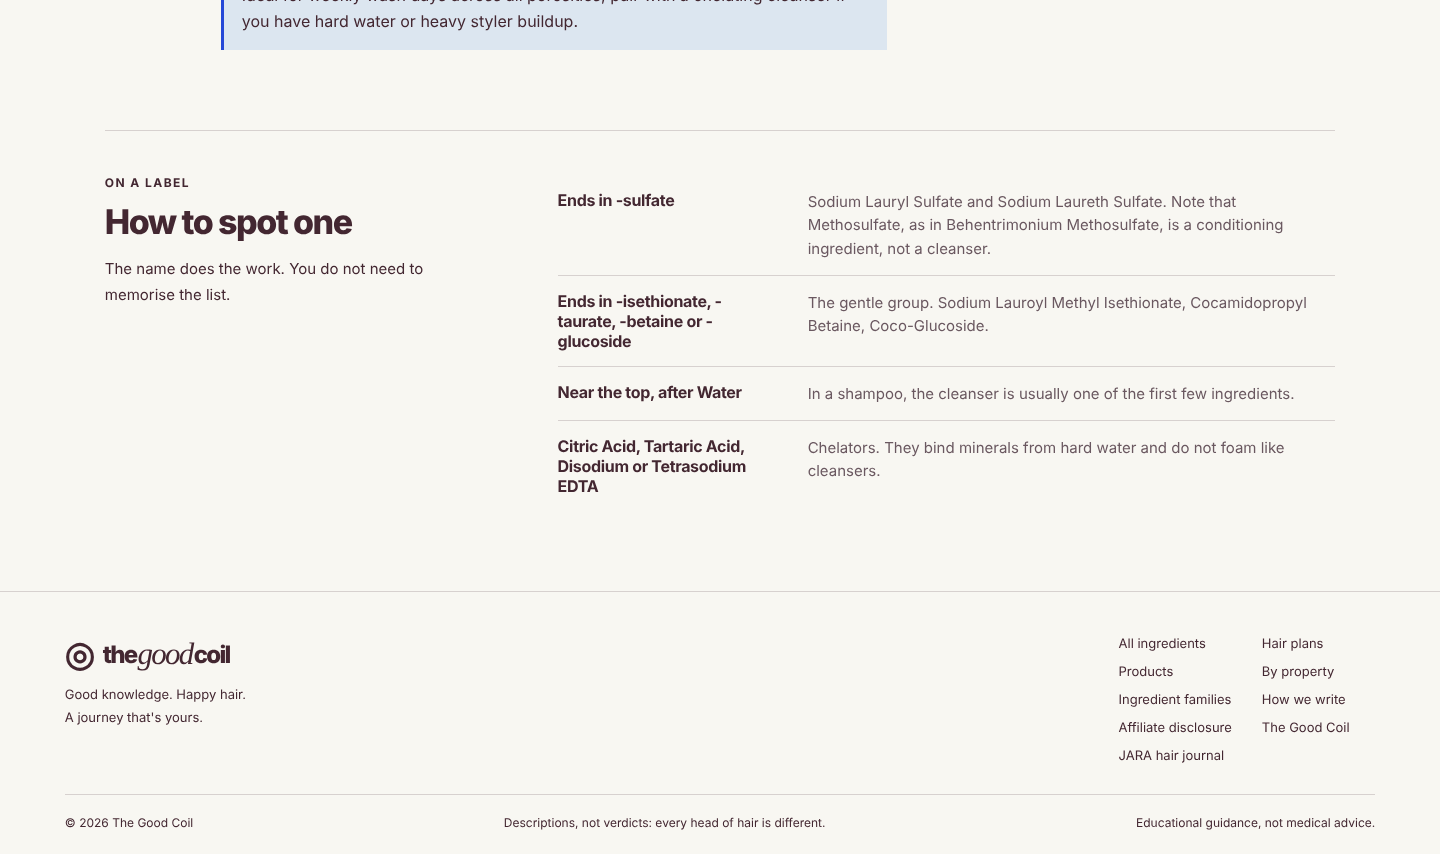 you have hard water or heavy styler buildup.
ON A LABEL
How to spot one
The name does the work. You do not need to
memorise the list.
Ends in -sulfate
Sodium Lauryl Sulfate and Sodium Laureth Sulfate. Note that
Methosulfate, as in Behentrimonium Methosulfate, is a conditioning
ingredient, not a cleanser.
Ends in -isethionate, -
taurate, -betaine or -
glucoside
The gentle group. Sodium Lauroyl Methyl Isethionate, Cocamidopropyl
Betaine, Coco-Glucoside.
Near the top, after Water
In a shampoo, the cleanser is usually one of the first few ingredients.
Citric Acid, Tartaric Acid,
Disodium or Tetrasodium
EDTA
Chelators. They bind minerals from hard water and do not foam like
cleansers.
thegoodcoil
Good knowledge. Happy hair.
A journey that's yours.
All ingredients
Products
Ingredient families
Affiliate disclosure
JARA hair journal
Hair plans
By property
How we write
The Good Coil
© 2026 The Good Coil
Descriptions, not verdicts: every head of hair is different.
Educational guidance, not medical advice.